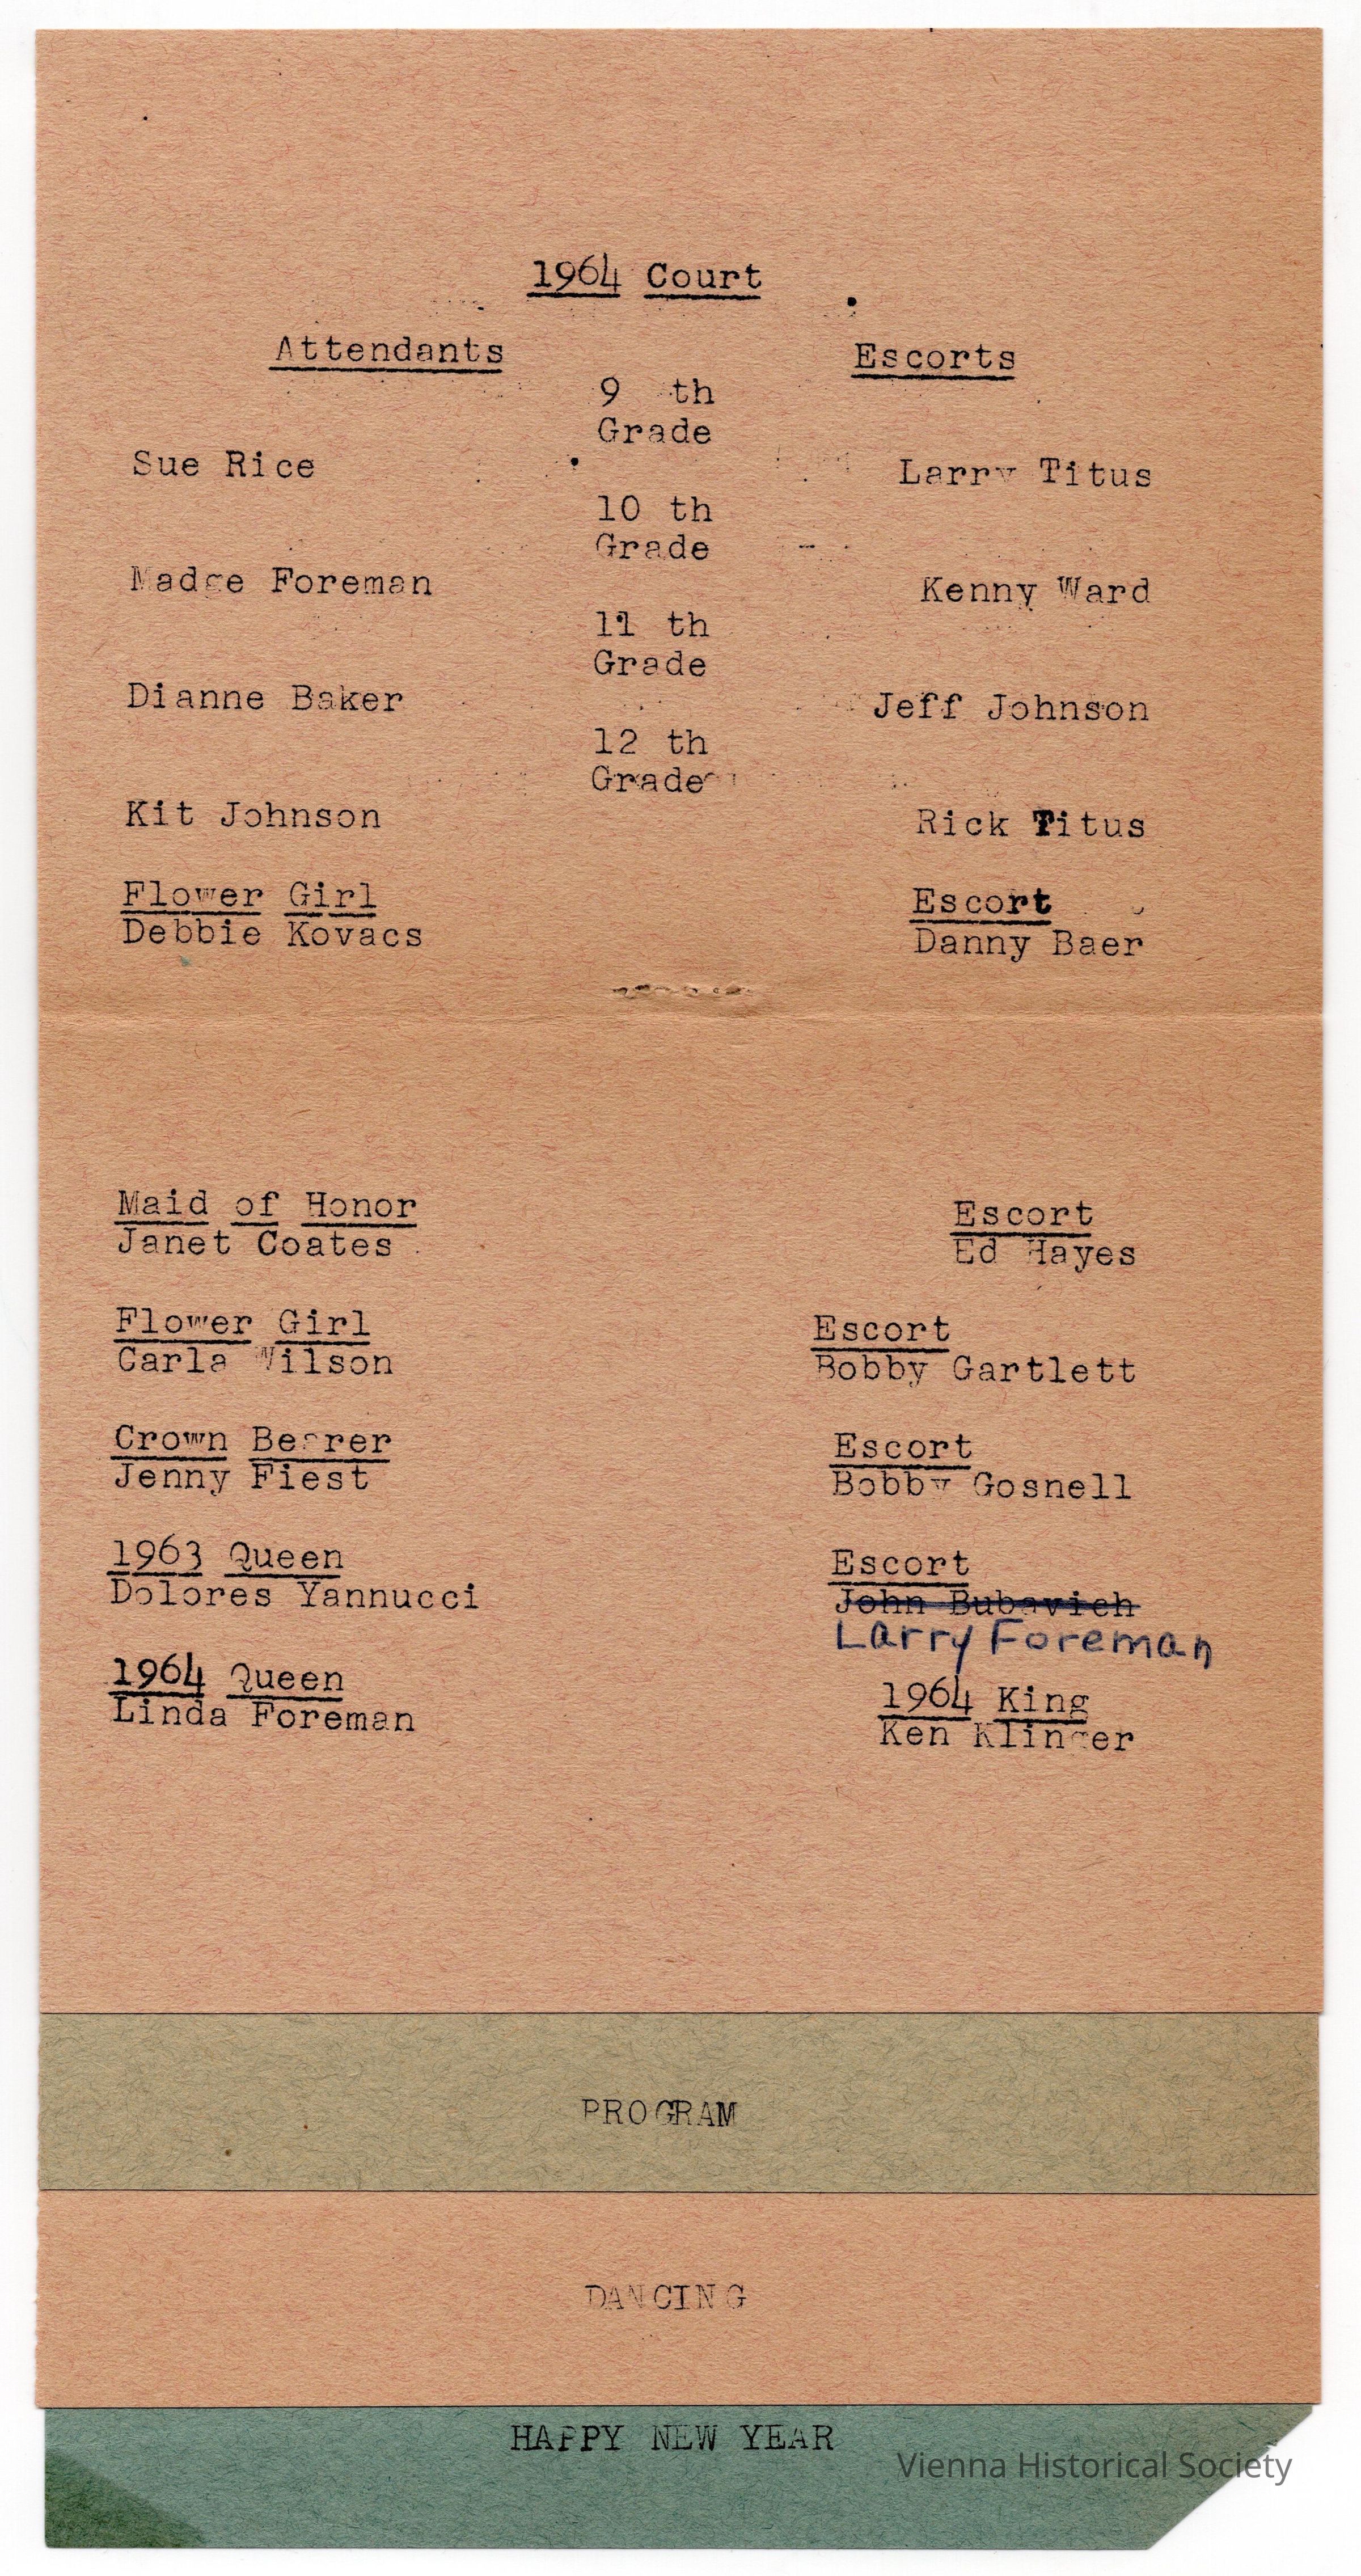 1964 Court
Attendants Escorts
9 th
Grade
Sue Rice Larry Titus
10 th
Grade
Madge Foreman Kenny Ward
11 th
Grade
Dianne Baker Jeff Johnson
12 th
Grade
Kit Johnson Rick Titus
Flower Girl Escort
Debbie Kovacs Danny Baer
Maid of Honor Escort
Janet Coates Ed Hayes
Flower Girl Escort
Carla Wilson Bobby Gartlett
Crown Bearer Escort
Jenny Fiest Bobby Gosnell
1963 Queen Escort
Dolores Yannucci John Bubavich
Larry Foreman
1964 Queen 1964 King
Linda Foreman Ken Klinger
PROGRAM
DANCING
HAPPY NEW YEAR
Vienna Historical Society